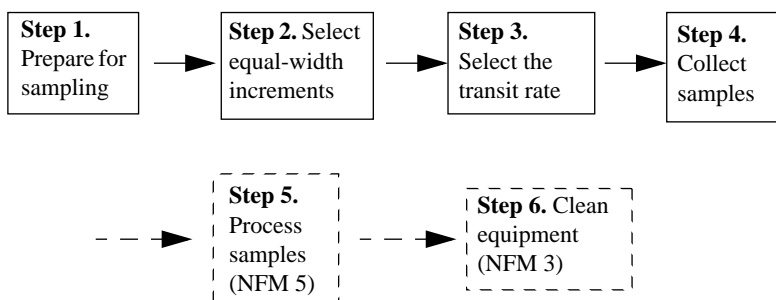 Step 1.
Prepare for
sampling
Step 2. Select
equal-width
increments
Step 3.
Select the
transit rate
Step 4.
Collect
samples
Step 5.
Process
samples
(NFM 5)
Step 6. Clean
equipment
(NFM 3)